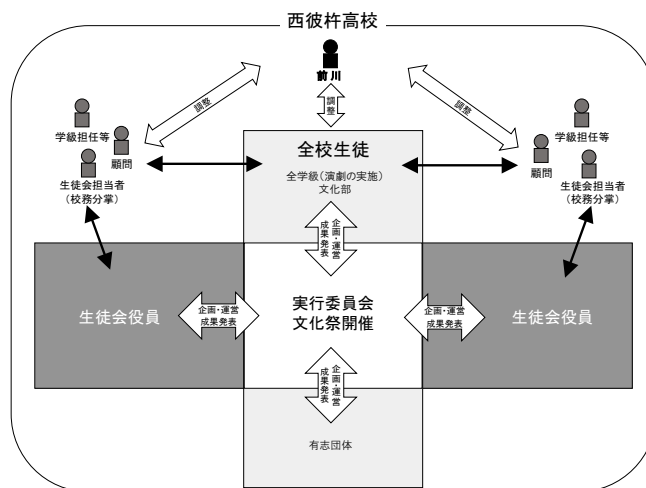 西彼杵高校
前川
調整
調整
調整
学級担任等
顧問
生徒会担当者
(校務分掌)
全校生徒
全学級(演劇の実施)
文化部
学級担任等
顧問
生徒会担当者
(校務分掌)
企画・運営
成果発表
生徒会役員
企画・運営
成果発表
実行委員会
文化祭開催
企画・運営
成果発表
生徒会役員
企画・運営
成果発表
有志団体